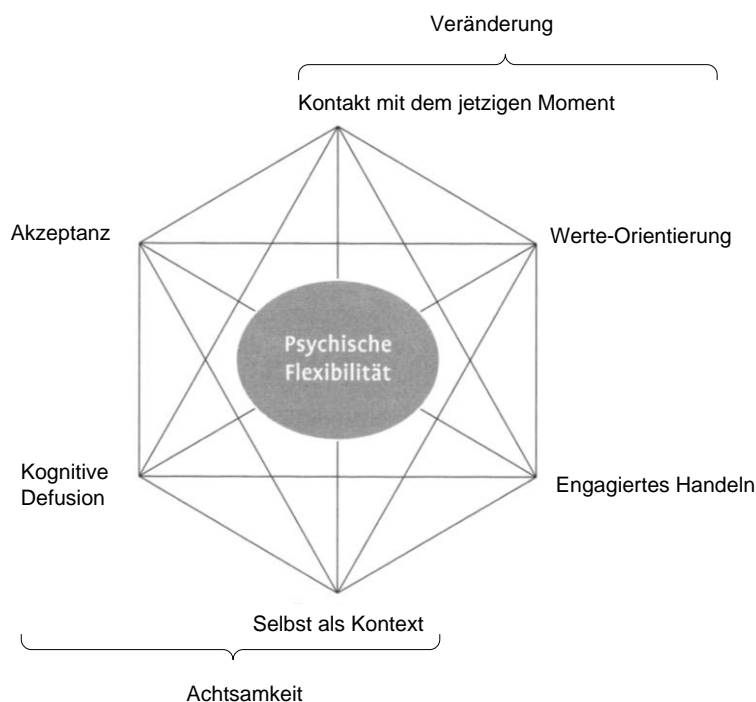 Veränderung
Kontakt mit dem jetzigen Moment
Akzeptanz
Werte-Orientierung
Psychische
Flexibilität
Kognitive
Defusion
Engagiertes Handeln
Selbst als Kontext
Achtsamkeit